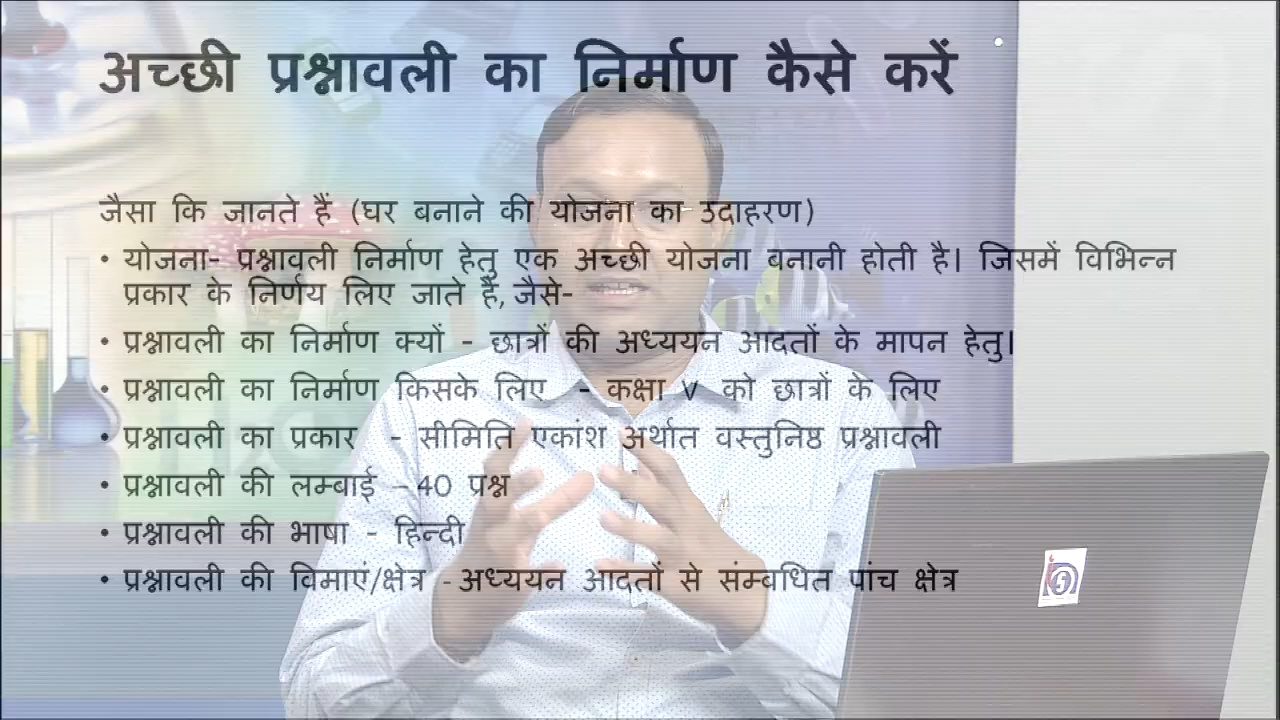 अच्छी प्रश्नावली का निर्माण कैसे करें
जैसा कि जानते हैं (घर बनाने की योजना का उदाहरण)
• योजना- प्रश्नावली निर्माण हेतु एक अच्छी योजना बनानी होती है। जिसमें विभिन्न
प्रकार के निर्णय लिए जाते हैं, जैसे-
• प्रश्नावली का निर्माण क्यों - छात्रों की अध्ययन आदतों के मापन हेतु।
• प्रश्नावली का निर्माण किसके लिए - कक्षा v को छात्रों के लिए
• प्रश्नावली का प्रकार - सीमिति एकांश अर्थात वस्तुनिष्ठ प्रश्नावली
• प्रश्नावली की लम्बाई - 40 प्रश्न
• प्रश्नावली की भाषा - हिन्दी
• प्रश्नावली की विमाएं/क्षेत्र - अध्ययन आदतों से संम्बधित पांच क्षेत्र